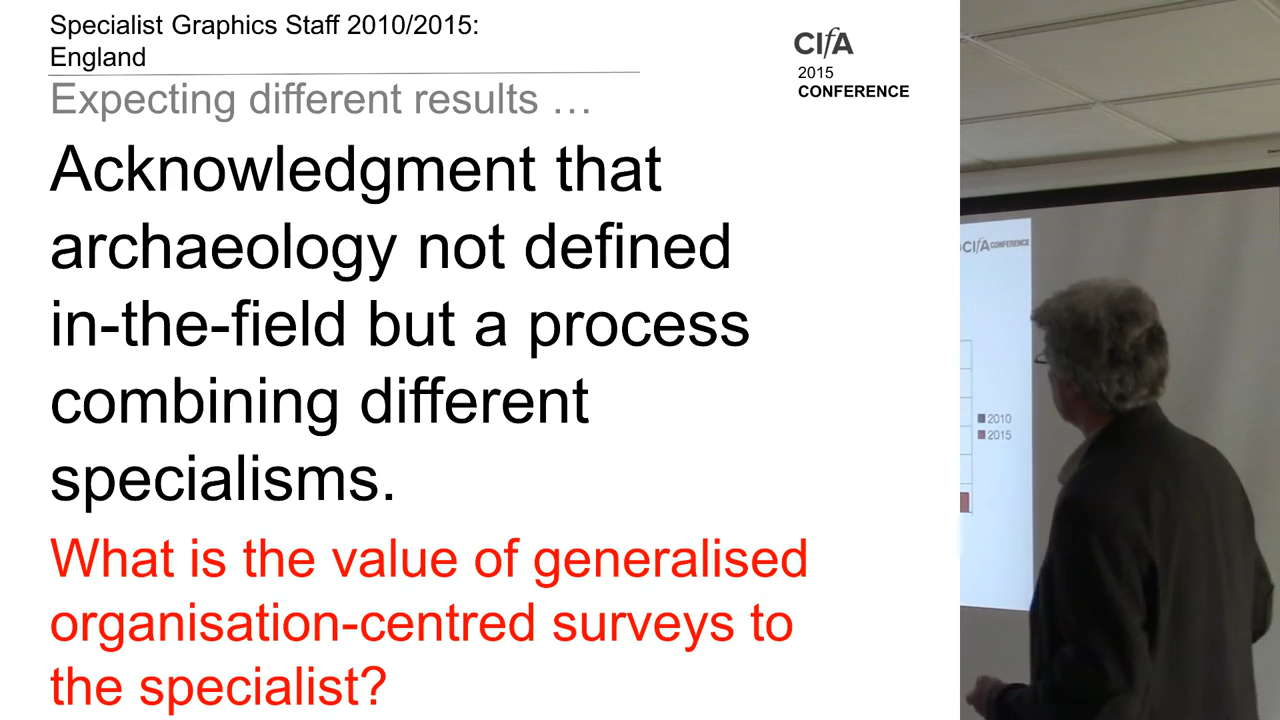 Specialist Graphics Staff 2010/2015:
England
Expecting different results …
Acknowledgment that
archaeology not defined
in-the-field but a process
combining different
specialisms.
What is the value of generalised
organisation-centred surveys to
the specialist?
CIfA
2015
CONFERENCE
CIfA CONFERENCE
2010
2015